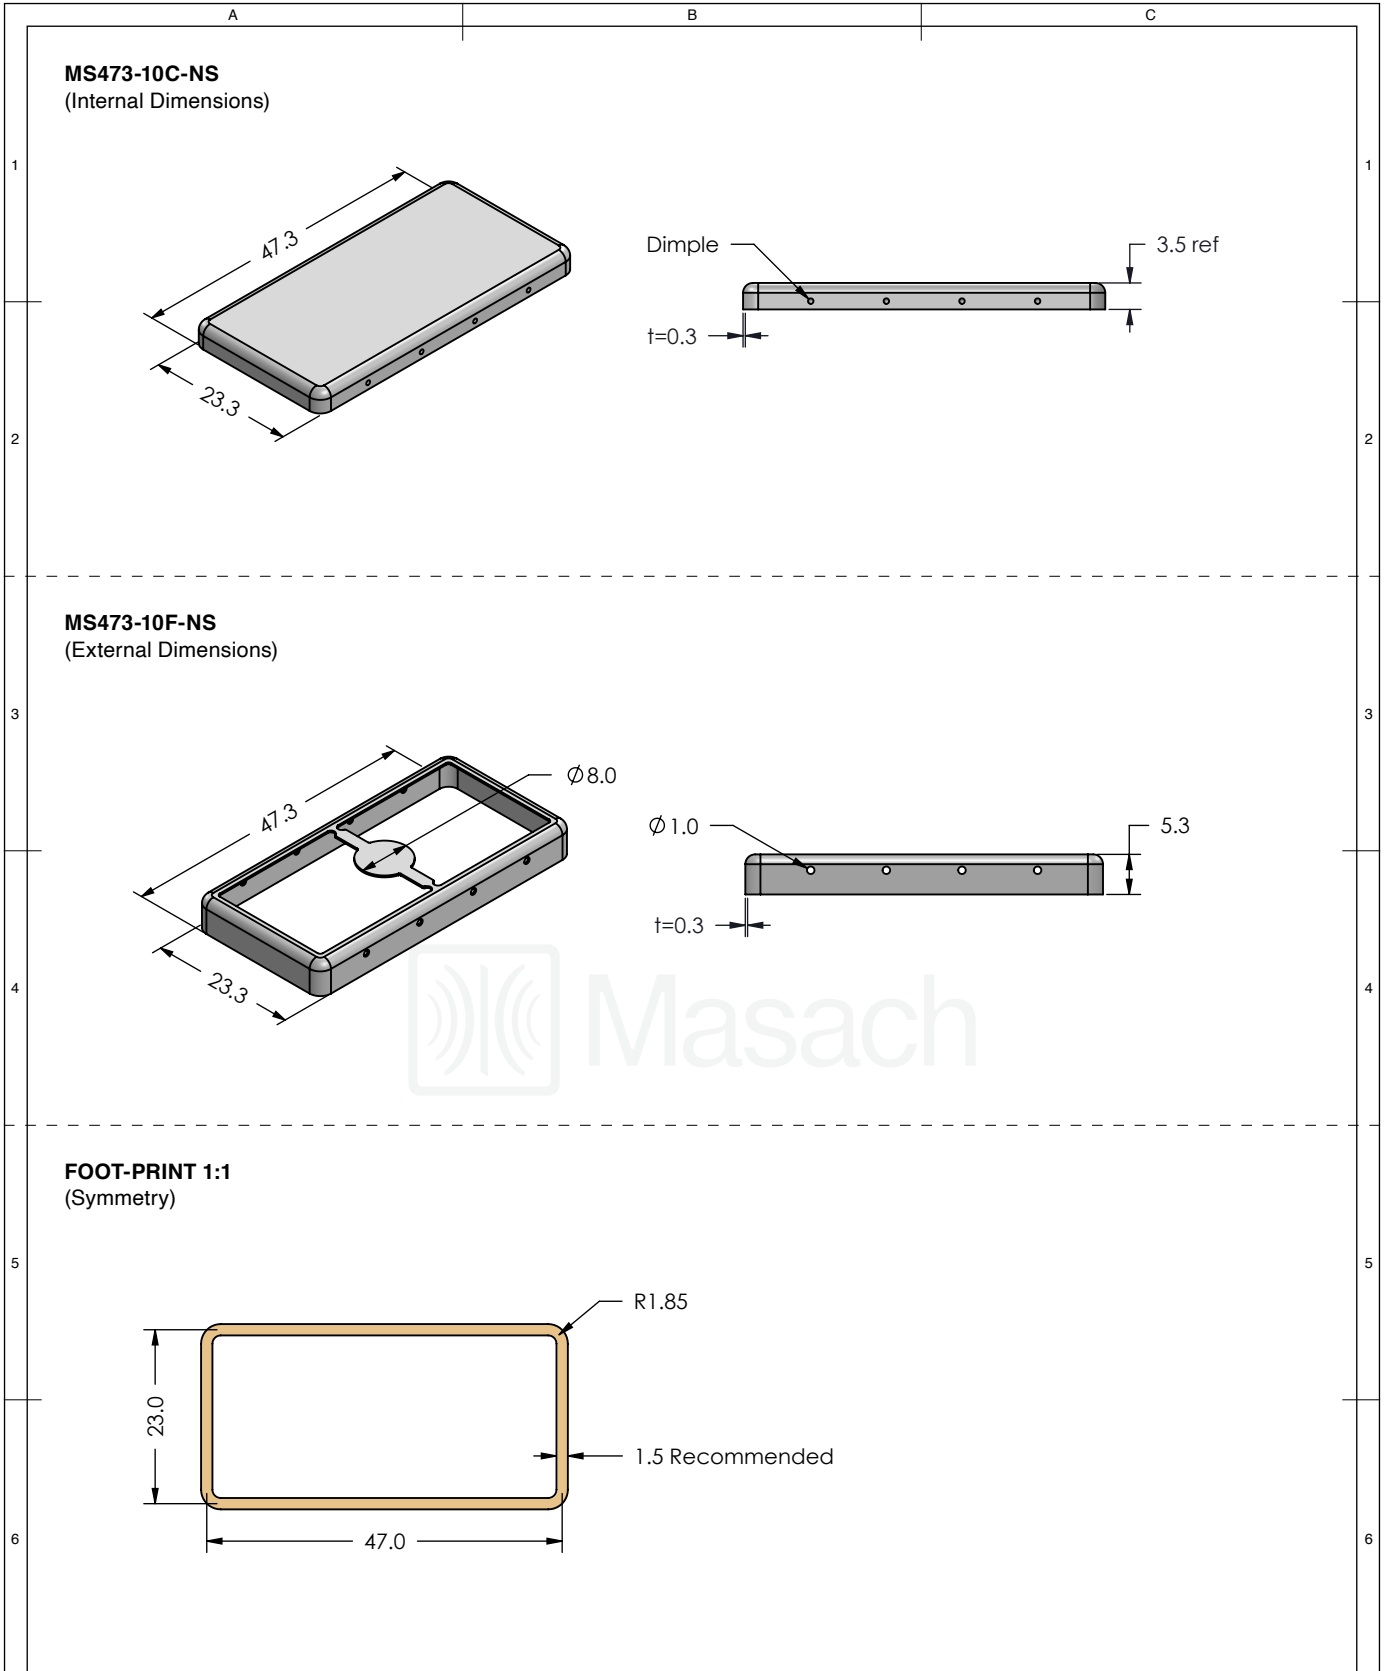 A B C
MS473-10C-NS
(Internal Dimensions)
1 1
47.3
Dimple
3.5 ref
t=0.3
23.3
2 2
MS473-10F-NS
(External Dimensions)
3 3
Ø8.0
47.3
Ø1.0
5.3
t=0.3
23.3
4 4
Masach
FOOT-PRINT 1:1
(Symmetry)
5 5
R1.85
23.0
1.5 Recommended
47.0
6 6